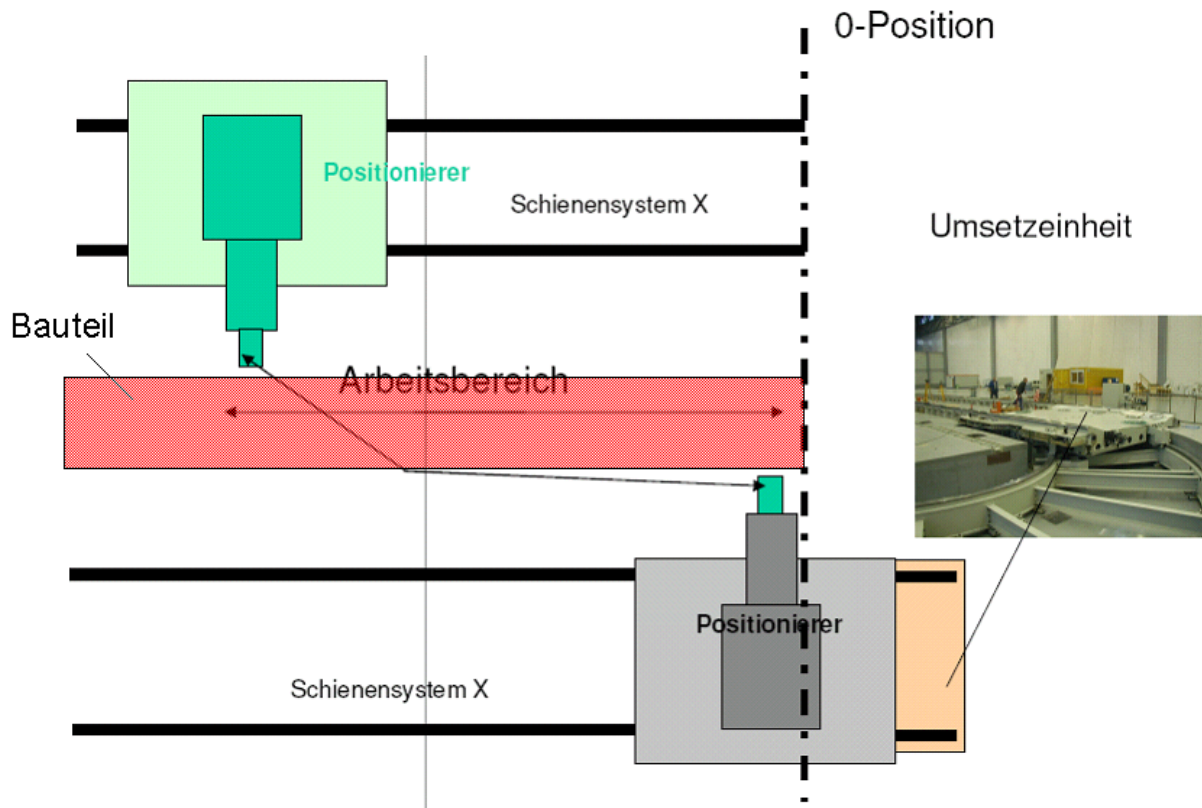 0-Position
Positionierer
Schienensystem X
Umsetzeinheit
Bauteil
Arbeitsbereich
Positionierer
Schienensystem X